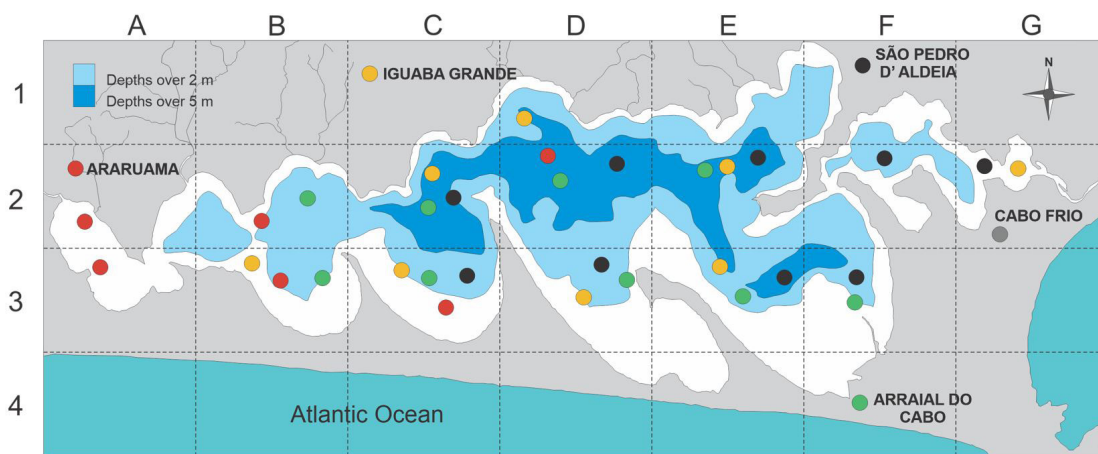 A B C D E F G
1
2
3
4
Depths over 2 m
Depths over 5 m
IGUABA GRANDE
SÃO PEDRO
D' ALDEIA
N
ARARUAMA
CABO FRIO
ARRAIAL DO
CABO
Atlantic Ocean